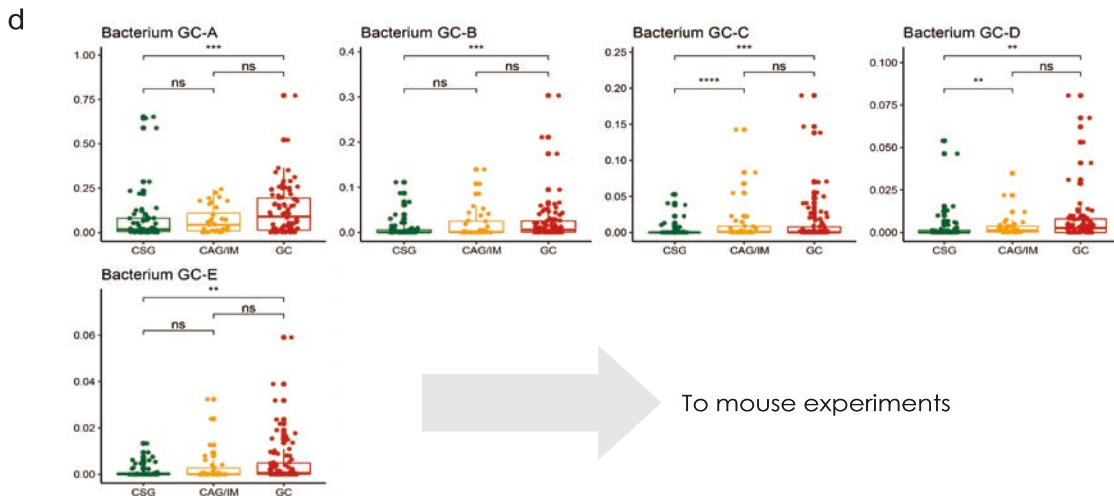 d
Bacterium GC-A
***
ns
ns
1.00
0.75
0.50
0.25
0.00
CSG CAG/IM GC
Bacterium GC-B
***
ns
ns
0.4
0.3
0.2
0.1
0.0
CSG CAG/IM GC
Bacterium GC-C
***
ns
****
0.25
0.20
0.15
0.10
0.05
0.00
CSG CAG/IM GC
Bacterium GC-D
**
ns
**
0.100
0.075
0.050
0.025
0.000
CSG CAG/IM GC
Bacterium GC-E
**
ns
ns
0.06
0.04
0.02
0.00
CSG CAG/IM GC
To mouse experiments